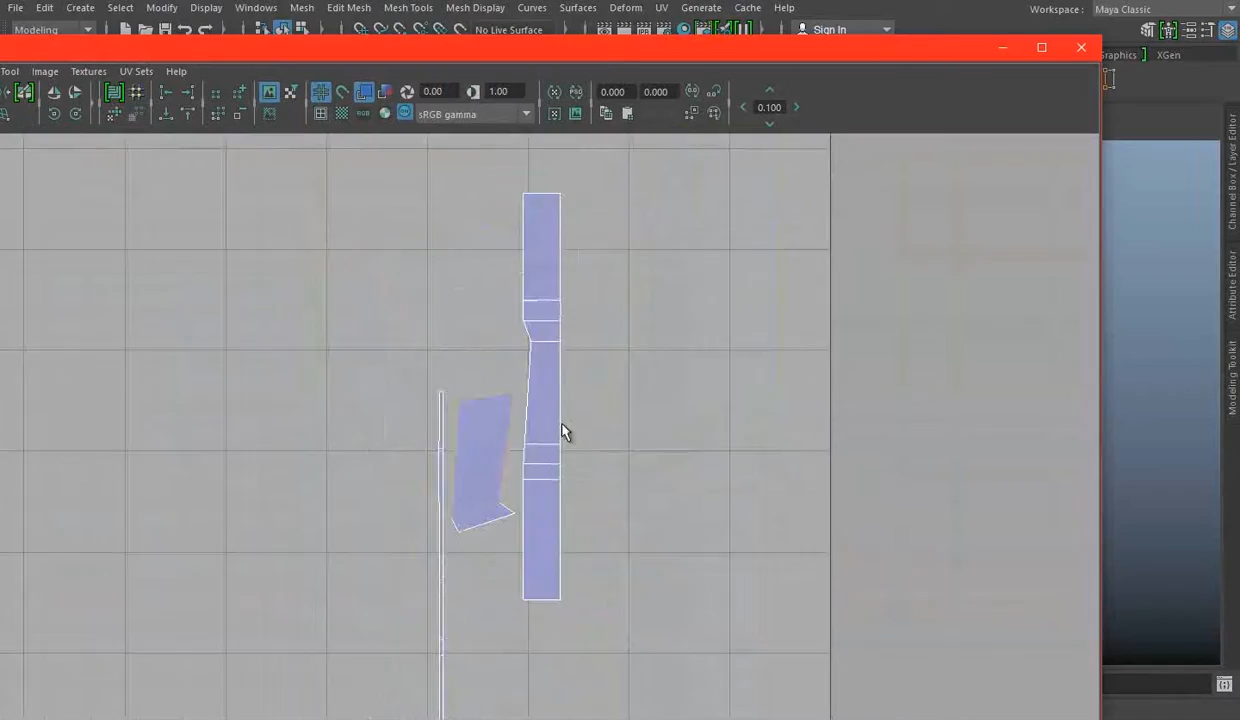 File Edit Create Select Modify Display Windows Mesh Edit Mesh Mesh Tools Mesh Display Curves Surfaces Deform UV Generate Cache Help
Workspace : Maya Classic
Modeling
No Live Surface
Sign In
XGen
Tool Image Textures UV Sets Help
0.00 1.00 0.000 0.000
RGB sRGB gamma 0.100
Channel Box / Layer Editor
Attribute Editor
Modeling Toolkit